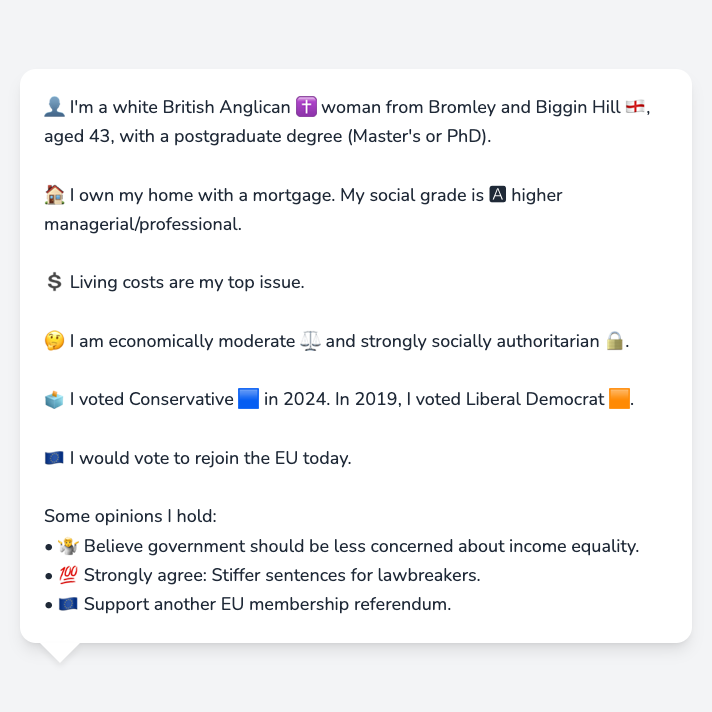 👤 I'm a white British Anglican ✝️ woman from Bromley and Biggin Hill 🏴󠁧󠁢󠁥󠁮󠁧󠁿,
aged 43, with a postgraduate degree (Master's or PhD).
🏠 I own my home with a mortgage. My social grade is 🅰 higher
managerial/professional.
💲 Living costs are my top issue.
🤔 I am economically moderate ⚖️ and strongly socially authoritarian 🔒.
🗳️ I voted Conservative 🟦 in 2024. In 2019, I voted Liberal Democrat 🟧.
🇪🇺 I would vote to rejoin the EU today.
Some opinions I hold:
• 🤷 Believe government should be less concerned about income equality.
• 💯 Strongly agree: Stiffer sentences for lawbreakers.
• 🇪🇺 Support another EU membership referendum.